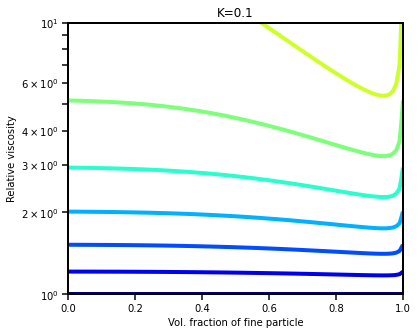 K=0.1
Relative viscosity
10¹
6 × 10⁰
4 × 10⁰
3 × 10⁰
2 × 10⁰
10⁰
0.0 0.2 0.4 0.6 0.8 1.0
Vol. fraction of fine particle